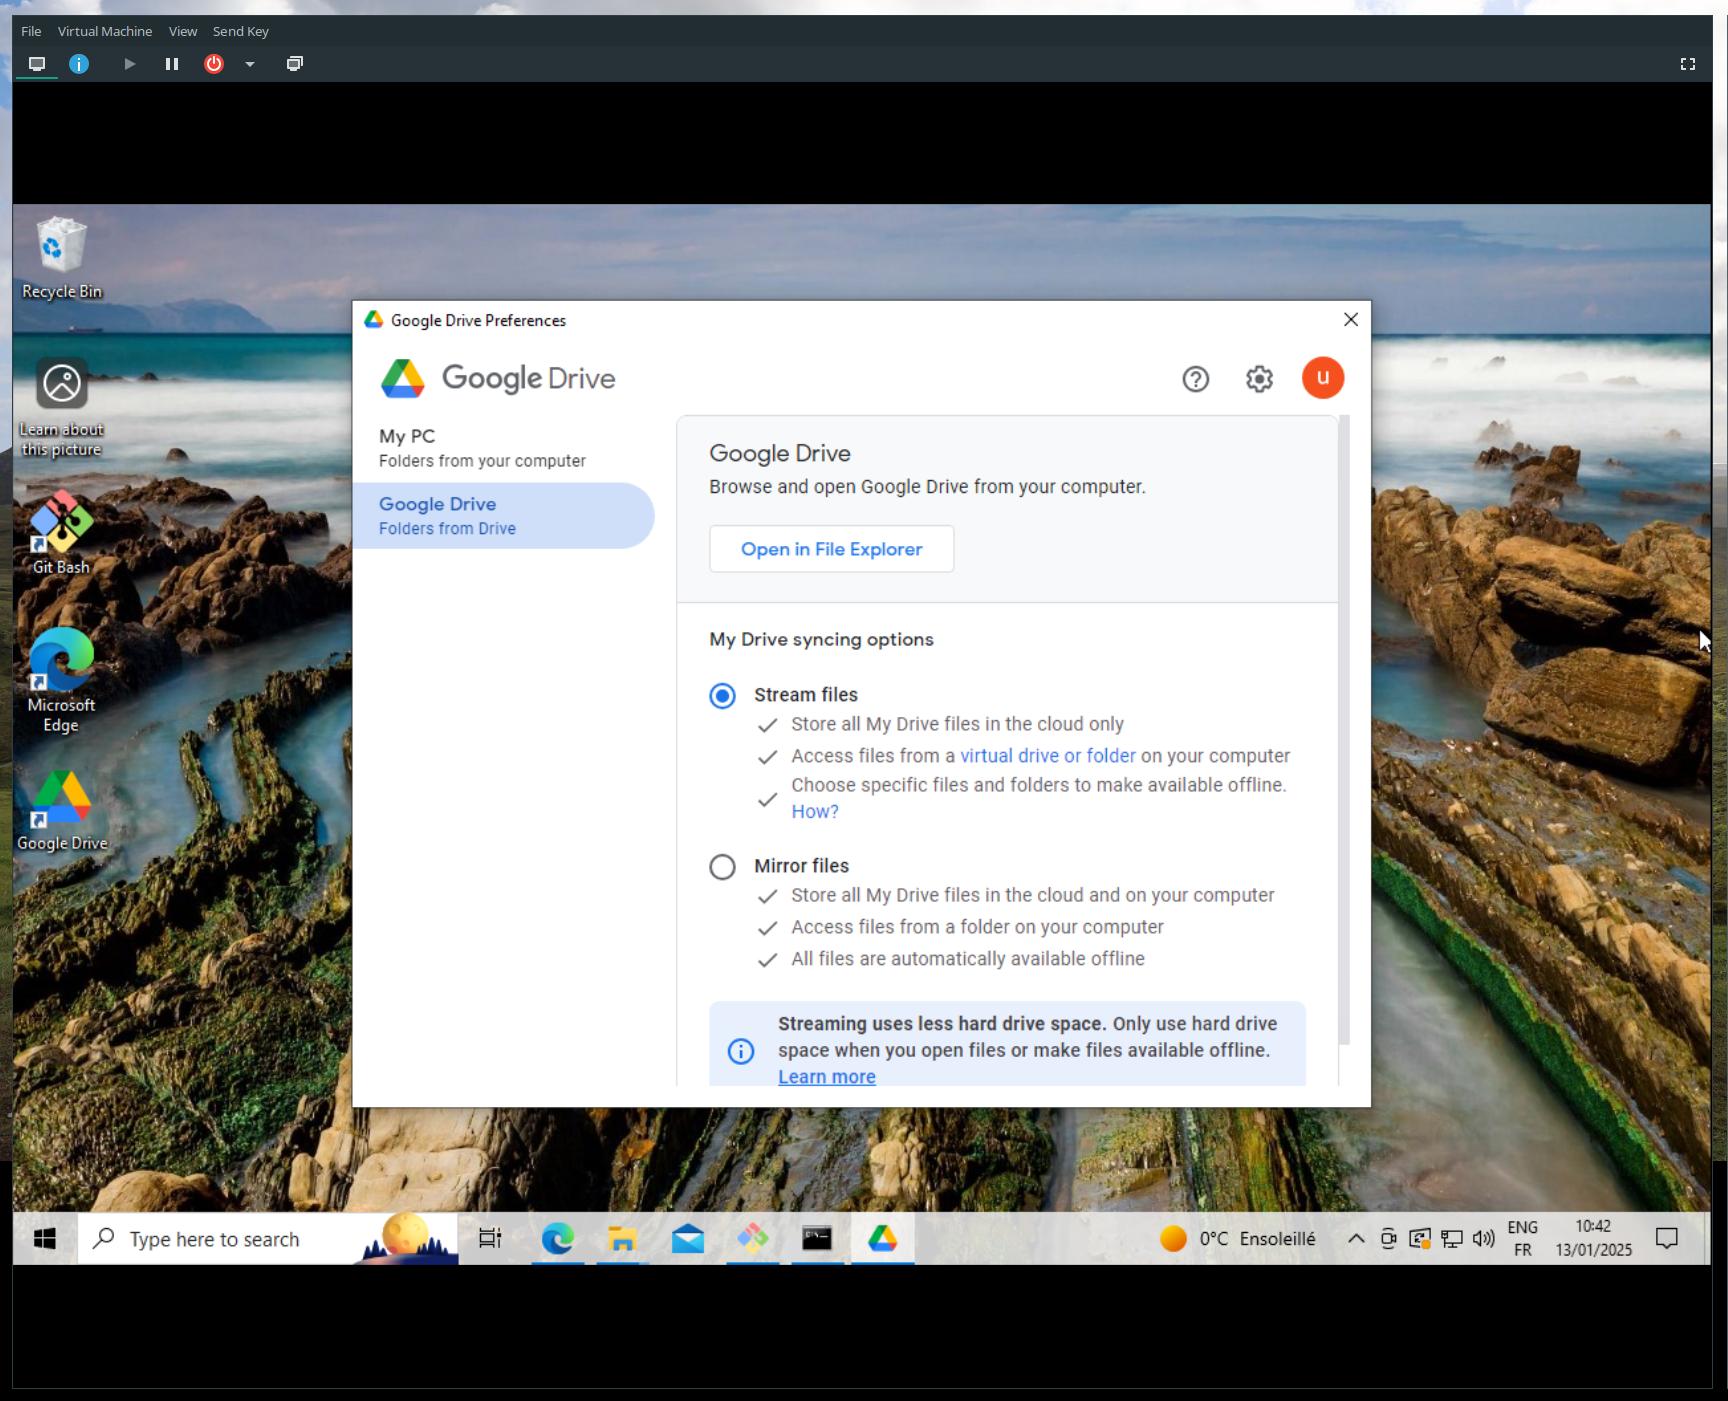 File Virtual Machine View Send Key
Recycle Bin
Learn about
this picture
Git Bash
Microsoft
Edge
Google Drive
Google Drive Preferences
Google Drive
u
My PC
Folders from your computer
Google Drive
Folders from Drive
Google Drive
Browse and open Google Drive from your computer.
Open in File Explorer
My Drive syncing options
Stream files
Store all My Drive files in the cloud only
Access files from a virtual drive or folder on your computer
Choose specific files and folders to make available offline.
How?
Mirror files
Store all My Drive files in the cloud and on your computer
Access files from a folder on your computer
All files are automatically available offline
Streaming uses less hard drive space. Only use hard drive
space when you open files or make files available offline.
Learn more
Type here to search
0°C Ensoleillé
ENG
FR
10:42
13/01/2025